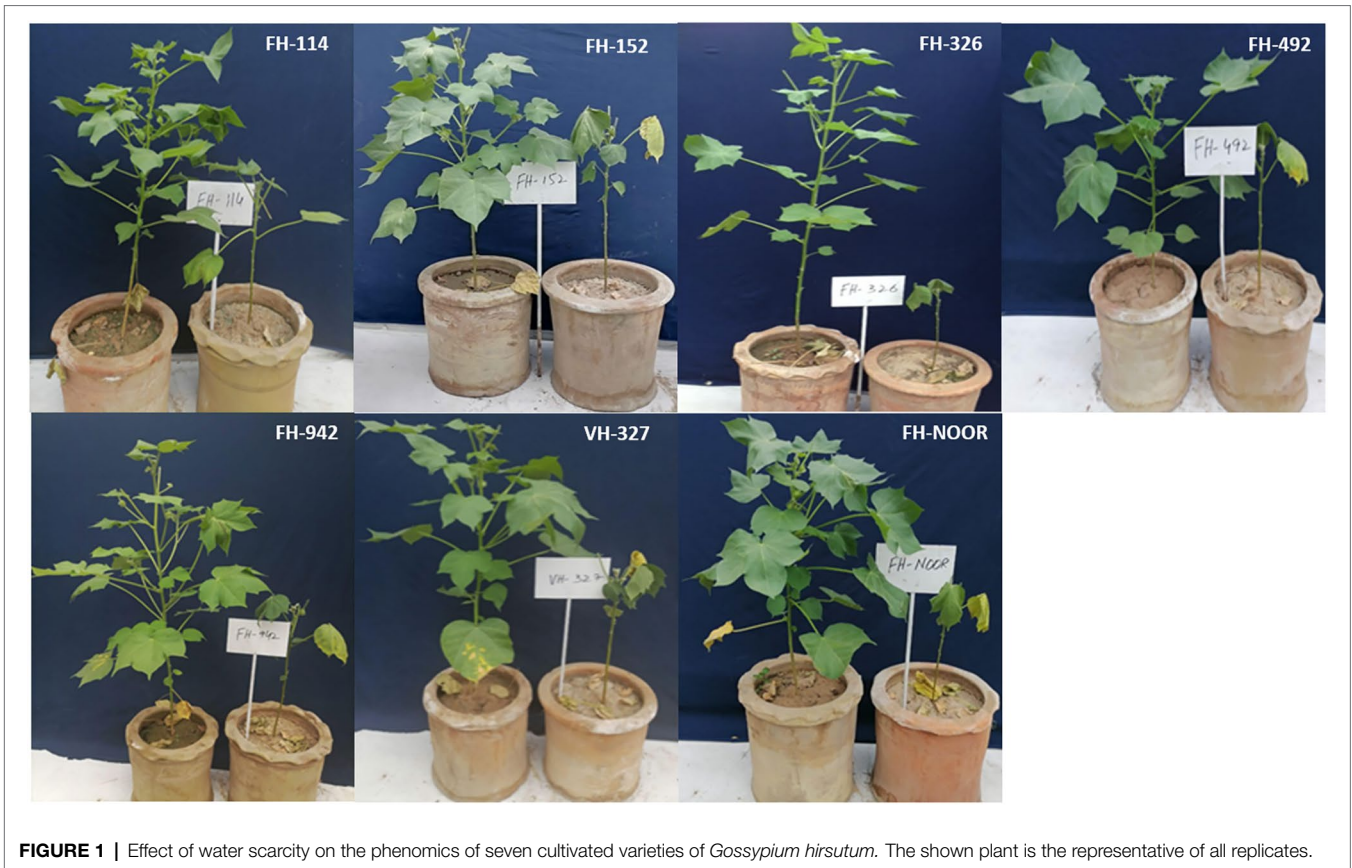 FH-114
FH-152
FH-326
FH-492
FH-114
FH-152
FH-326
FH-492
FH-942
VH-327
FH-NOOR
FH-942
VH-327
FH-NOOR
FIGURE 1 | Effect of water scarcity on the phenomics of seven cultivated varieties of Gossypium hirsutum. The shown plant is the representative of all replicates.